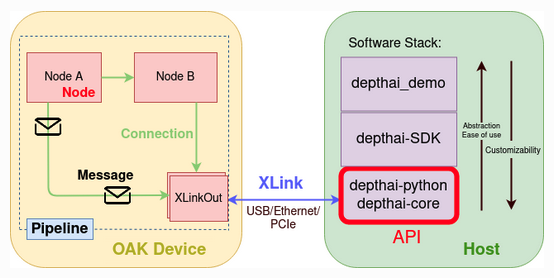 Node A
Node
Node B
Connection
Message
XLinkOut
Pipeline
OAK Device
XLink
USB/Ethernet/
PCIe
Software Stack:
depthai_demo
depthai-SDK
depthai-python
depthai-core
API
Abstraction
Ease of use
Customizability
Host